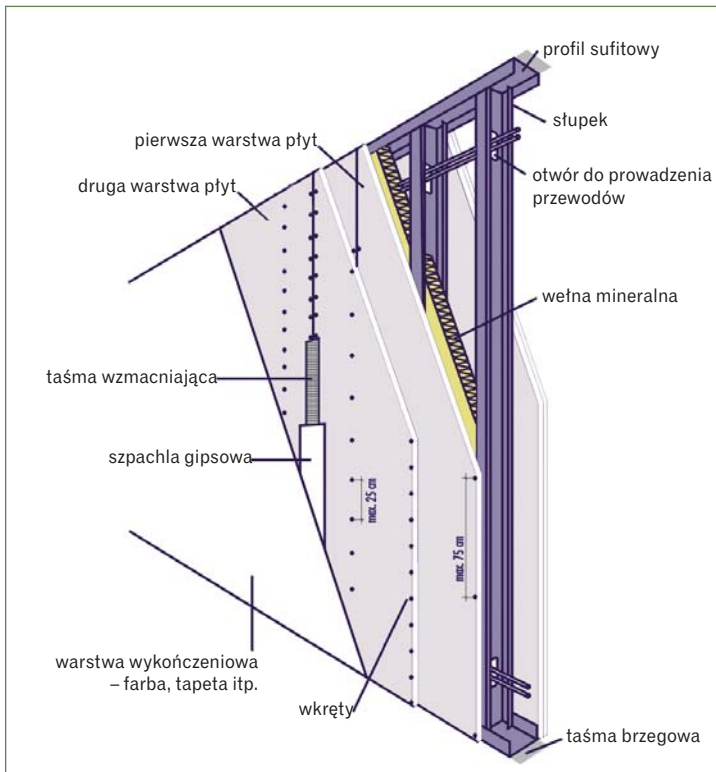 profil sufitowy
słupek
pierwsza warstwa płyt
otwór do prowadzenia
przewodów
druga warstwa płyt
wełna mineralna
taśma wzmacniająca
szpachla gipsowa
max. 25 cm
max. 75 cm
warstwa wykończeniowa
– farba, tapeta itp.
wkręty
taśma brzegowa